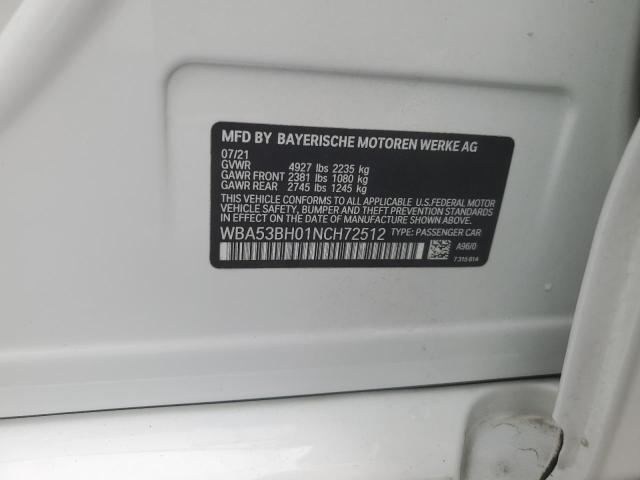 MFD BY BAYERISCHE MOTOREN WERKE AG
07/21
GVWR 4927 lbs 2235 kg
GAWR FRONT 2381 lbs 1080 kg
GAWR REAR 2745 lbs 1245 kg
THIS VEHICLE CONFORMS TO ALL APPLICABLE U.S.FEDERAL MOTOR
VEHICLE SAFETY, BUMPER AND THEFT PREVENTION
STANDARDS IN EFFECT ON THE
DATE OF MANUFACTURE SHOWN ABOVE.
WBA53BH01NCH72512 TYPE: PASSENGER CAR
A96/0
7 315 614